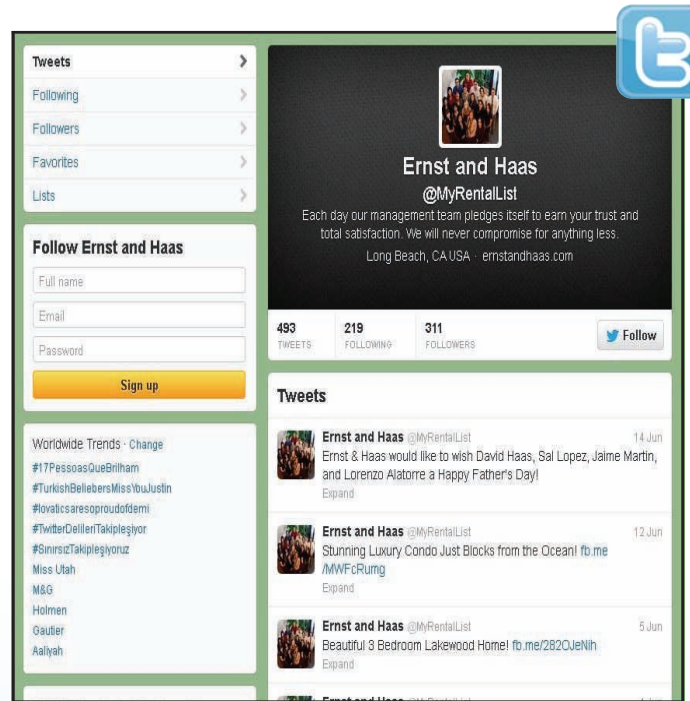 Tweets
Following
Followers
Favorites
Lists
Follow Ernst and Haas
Full name
Email
Password
Sign up
Worldwide Trends · Change
#17PessoasQueBrilham
#TurkishBeliebersMissYouJustin
#lovaticsaresoproudofdemi
#TwitterDelileriTakipleşiyor
#SınırsızTakipleşiyoruz
Miss Utah
M&G
Holmen
Gautier
Aaliyah
Ernst and Haas
@MyRentalList
Each day our management team pledges itself to earn your trust and
total satisfaction. We will never compromise for anything less.
Long Beach, CA USA · ernstandhaas.com
493 219 311
TWEETS FOLLOWING FOLLOWERS
Follow
Tweets
Ernst and Haas @MyRentalList 14 Jun
Ernst & Haas would like to wish David Haas, Sal Lopez, Jaime Martin,
and Lorenzo Alatorre a Happy Father's Day!
Expand
Ernst and Haas @MyRentalList 12 Jun
Stunning Luxury Condo Just Blocks from the Ocean! fb.me
/MWFcRumg
Expand
Ernst and Haas @MyRentalList 5 Jun
Beautiful 3 Bedroom Lakewood Home! fb.me/282OJeNih
Expand